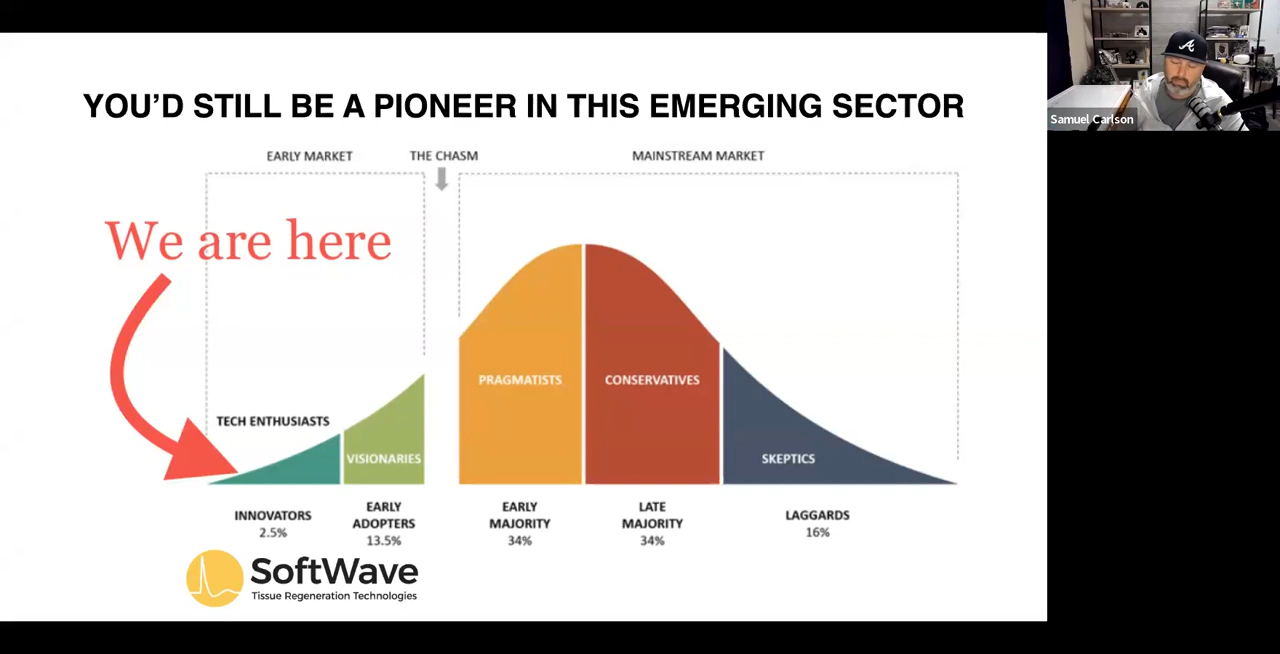 YOU'D STILL BE A PIONEER IN THIS EMERGING SECTOR
EARLY MARKET
THE CHASM
MAINSTREAM MARKET
We are here
PRAGMATISTS
CONSERVATIVES
TECH ENTHUSIASTS
VISIONARIES
SKEPTICS
INNOVATORS
2.5%
EARLY
ADOPTERS
13.5%
EARLY
MAJORITY
34%
LATE
MAJORITY
34%
LAGGARDS
16%
SoftWave
Tissue Regeneration Technologies
A
Samuel Carlson